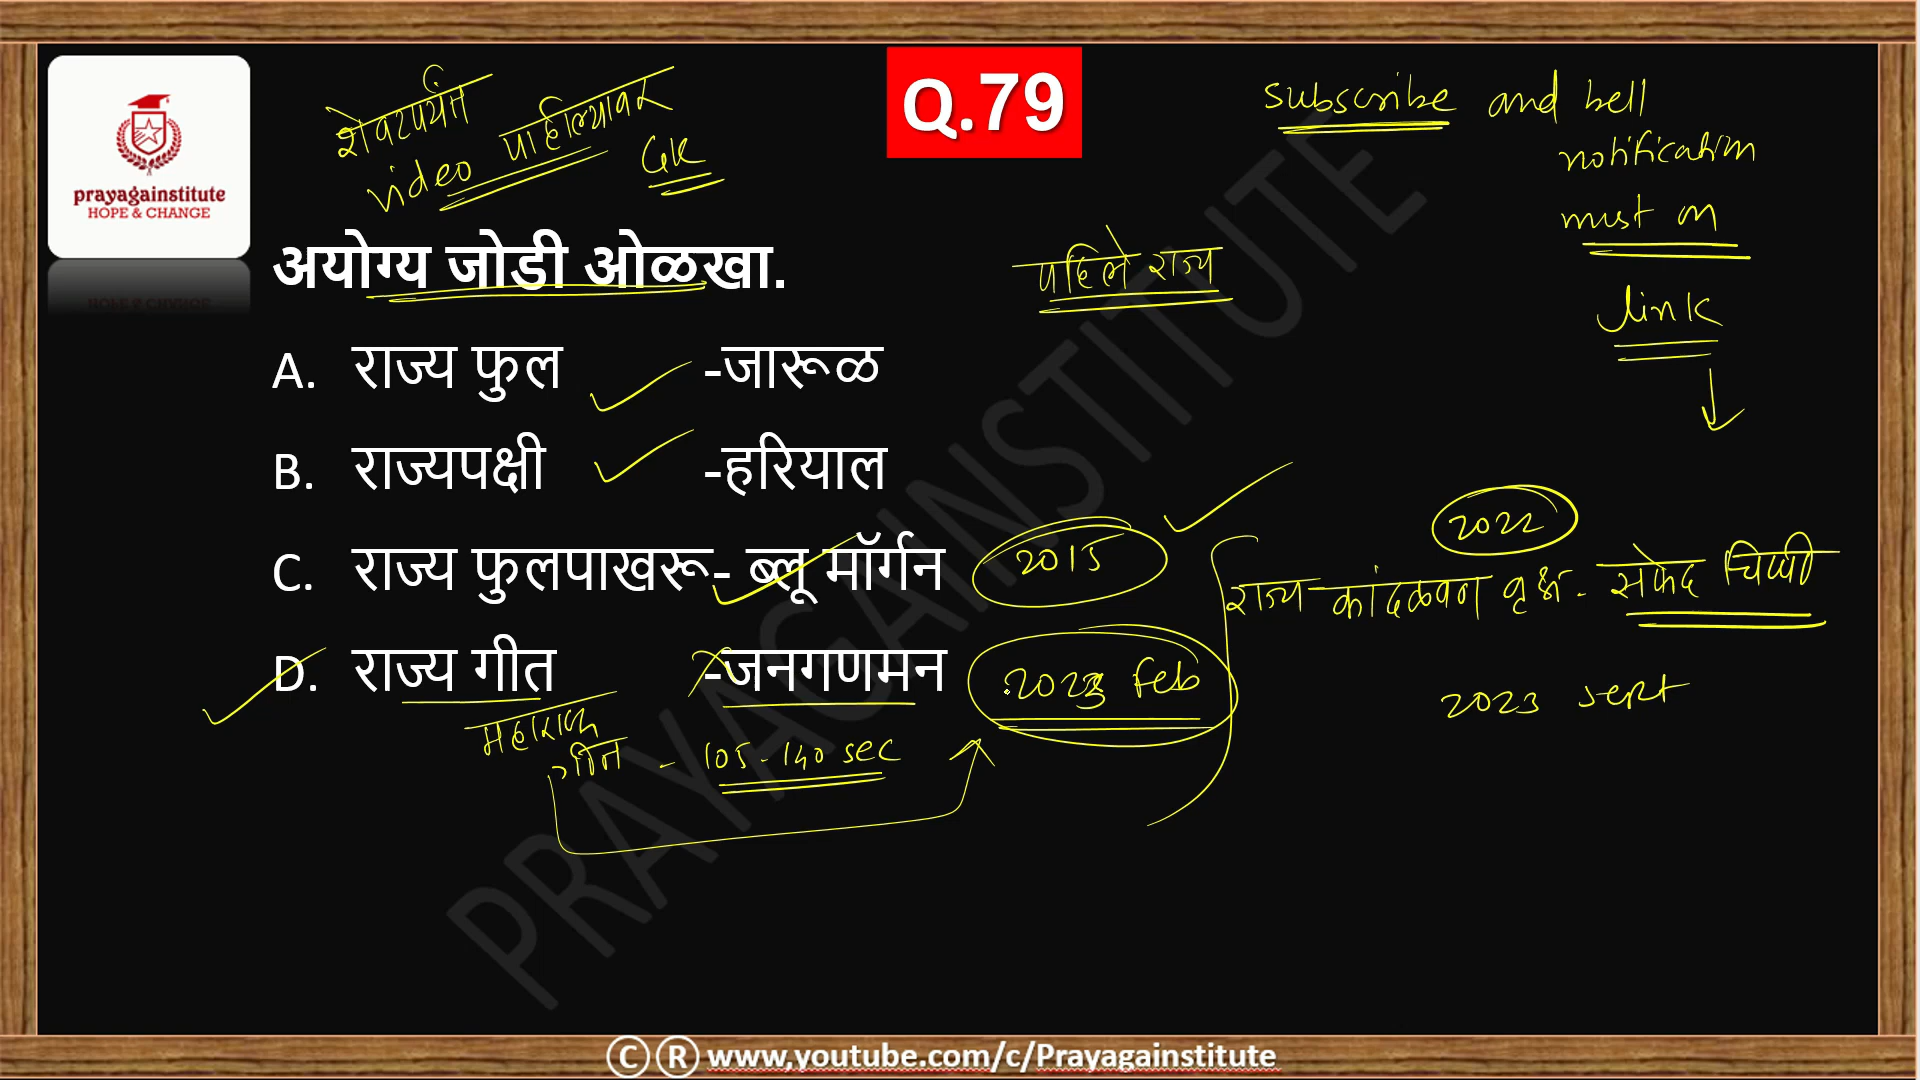 prayagainstitute
HOPE & CHANGE
शेवटपर्यंत
video पाहिल्यावर
GK
Q.79
subscribe and bell
notification
must on
link
अयोग्य जोडी ओळखा.
पहिले राज्य
A. राज्य फुल -जारूळ
B. राज्यपक्षी -हरियाल
C. राज्य फुलपाखरू- ब्लू मॉर्गन
2015
2022
राज्य कांदळवण वृक्ष - सफेद चिप्पी
D. राज्य गीत -जनगणमन
2023 Feb
2023 sept
गीत - 105-140 sec
PRAYAGAINSTITUTE
C R www.youtube.com/c/Prayagainstitute